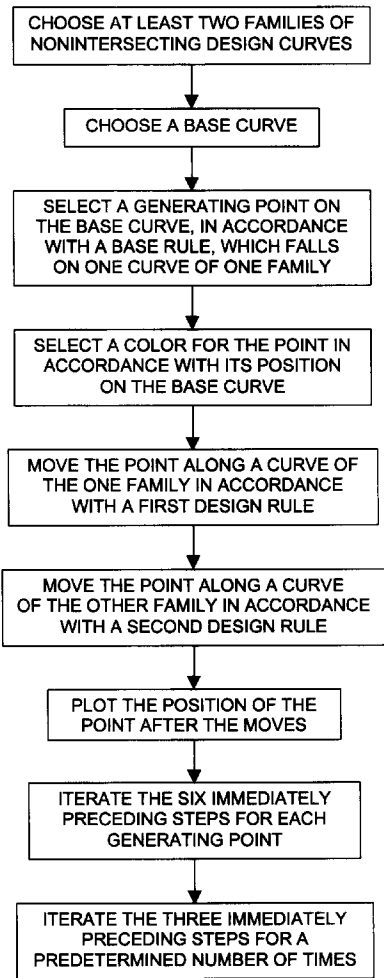 CHOOSE AT LEAST TWO FAMILIES OF
NONINTERSECTING DESIGN CURVES
CHOOSE A BASE CURVE
SELECT A GENERATING POINT ON
THE BASE CURVE, IN ACCORDANCE
WITH A BASE RULE, WHICH FALLS
ON ONE CURVE OF ONE FAMILY
SELECT A COLOR FOR THE POINT IN
ACCORDANCE WITH ITS POSITION
ON THE BASE CURVE
MOVE THE POINT ALONG A CURVE OF
THE ONE FAMILY IN ACCORDANCE
WITH A FIRST DESIGN RULE
MOVE THE POINT ALONG A CURVE
OF THE OTHER FAMILY IN ACCORDANCE
WITH A SECOND DESIGN RULE
PLOT THE POSITION OF THE
POINT AFTER THE MOVES
ITERATE THE SIX IMMEDIATELY
PRECEDING STEPS FOR EACH
GENERATING POINT
ITERATE THE THREE IMMEDIATELY
PRECEDING STEPS FOR A
PREDETERMINED NUMBER OF TIMES